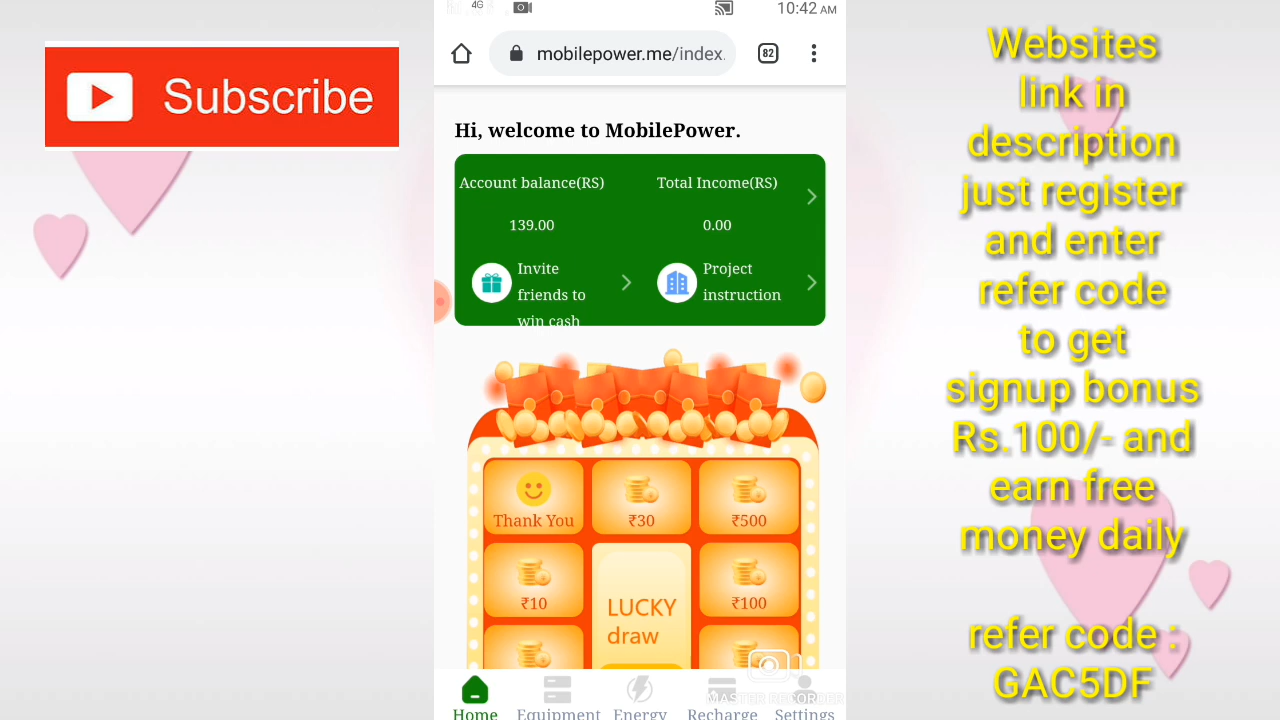 Subscribe
4G
10:42 AM
mobilepower.me/index.
82
Hi, welcome to MobilePower.
Account balance(RS)
Total Income(RS)
139.00
0.00
Invite
friends to
win cash
Project
instruction
Thank You
₹30
₹500
₹10
LUCKY
draw
₹100
MASTER RECORDER
Home
Equipment
Energy
Recharge
Settings
Websites
link in
description
just register
and enter
refer code
to get
signup bonus
Rs.100/- and
earn free
money daily
refer code :
GAC5DF